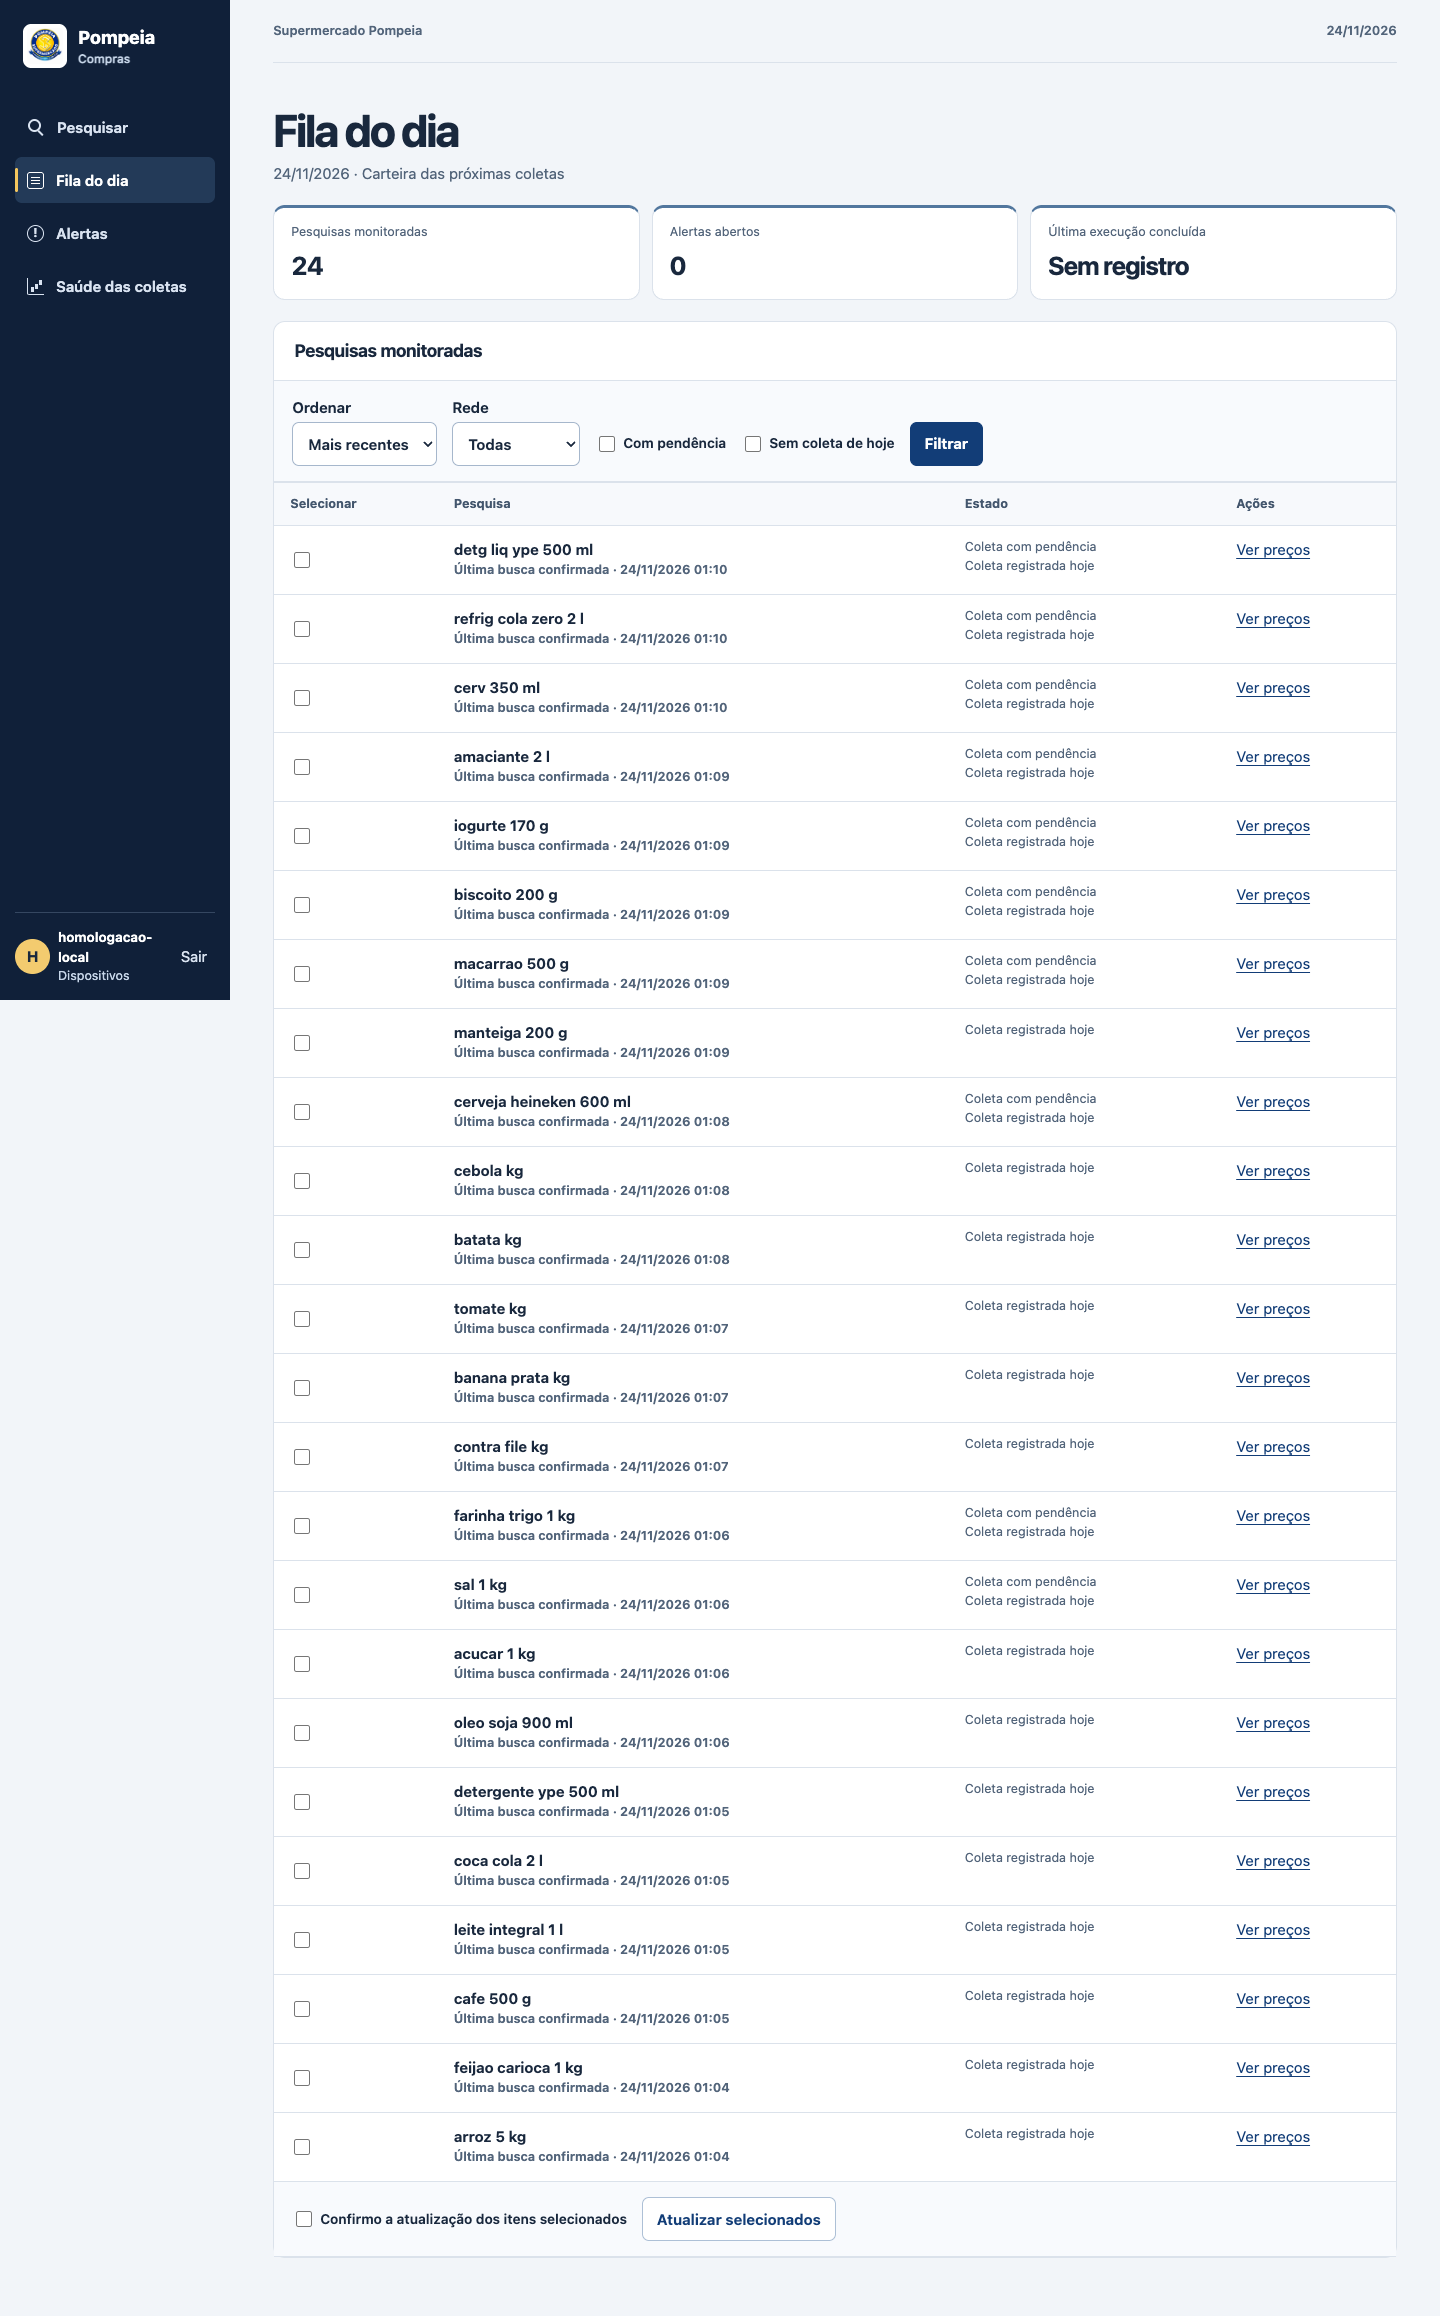 Pompeia
Compras
Pesquisar
Fila do dia
Alertas
Saúde das coletas
homologacao-
local
Dispositivos
H
Sair
Supermercado Pompeia
24/11/2026
Fila do dia
24/11/2026 · Carteira das próximas coletas
Pesquisas monitoradas
24
Alertas abertos
0
Última execução concluída
Sem registro
Pesquisas monitoradas
Ordenar
Mais recentes
Rede
Todas
Com pendência
Sem coleta de hoje
Filtrar
Selecionar Pesquisa Estado Ações
detg liq ype 500 ml
Última busca confirmada · 24/11/2026 01:10
Coleta com pendência
Coleta registrada hoje
Ver preços
refrig cola zero 2 l
Última busca confirmada · 24/11/2026 01:10
Coleta com pendência
Coleta registrada hoje
Ver preços
cerv 350 ml
Última busca confirmada · 24/11/2026 01:10
Coleta com pendência
Coleta registrada hoje
Ver preços
amaciante 2 l
Última busca confirmada · 24/11/2026 01:09
Coleta com pendência
Coleta registrada hoje
Ver preços
iogurte 170 g
Última busca confirmada · 24/11/2026 01:09
Coleta com pendência
Coleta registrada hoje
Ver preços
biscoito 200 g
Última busca confirmada · 24/11/2026 01:09
Coleta com pendência
Coleta registrada hoje
Ver preços
macarrao 500 g
Última busca confirmada · 24/11/2026 01:09
Coleta com pendência
Coleta registrada hoje
Ver preços
manteiga 200 g
Última busca confirmada · 24/11/2026 01:09
Coleta registrada hoje
Ver preços
cerveja heineken 600 ml
Última busca confirmada · 24/11/2026 01:08
Coleta com pendência
Coleta registrada hoje
Ver preços
cebola kg
Última busca confirmada · 24/11/2026 01:08
Coleta registrada hoje
Ver preços
batata kg
Última busca confirmada · 24/11/2026 01:08
Coleta registrada hoje
Ver preços
tomate kg
Última busca confirmada · 24/11/2026 01:07
Coleta registrada hoje
Ver preços
banana prata kg
Última busca confirmada · 24/11/2026 01:07
Coleta registrada hoje
Ver preços
contra file kg
Última busca confirmada · 24/11/2026 01:07
Coleta registrada hoje
Ver preços
farinha trigo 1 kg
Última busca confirmada · 24/11/2026 01:06
Coleta com pendência
Coleta registrada hoje
Ver preços
sal 1 kg
Última busca confirmada · 24/11/2026 01:06
Coleta com pendência
Coleta registrada hoje
Ver preços
acucar 1 kg
Última busca confirmada · 24/11/2026 01:06
Coleta registrada hoje
Ver preços
oleo soja 900 ml
Última busca confirmada · 24/11/2026 01:06
Coleta registrada hoje
Ver preços
detergente ype 500 ml
Última busca confirmada · 24/11/2026 01:05
Coleta registrada hoje
Ver preços
coca cola 2 l
Última busca confirmada · 24/11/2026 01:05
Coleta registrada hoje
Ver preços
leite integral 1 l
Última busca confirmada · 24/11/2026 01:05
Coleta registrada hoje
Ver preços
cafe 500 g
Última busca confirmada · 24/11/2026 01:05
Coleta registrada hoje
Ver preços
feijao carioca 1 kg
Última busca confirmada · 24/11/2026 01:04
Coleta registrada hoje
Ver preços
arroz 5 kg
Última busca confirmada · 24/11/2026 01:04
Coleta registrada hoje
Ver preços
Confirmo a atualização dos itens selecionados
Atualizar selecionados